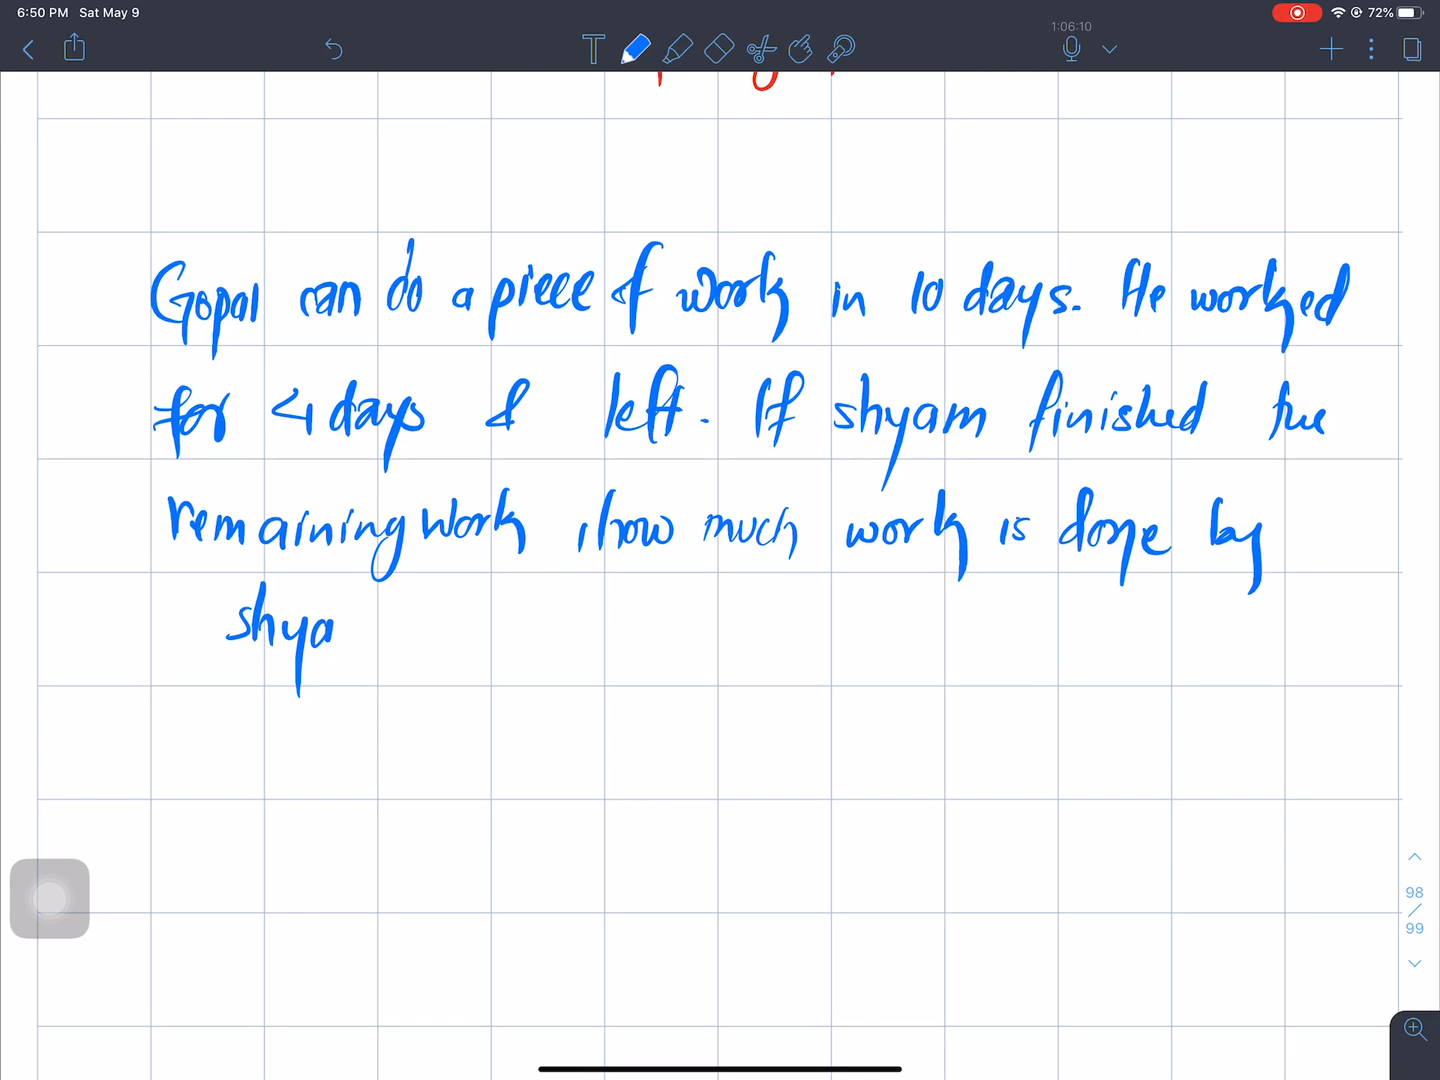 6:50 PM Sat May 9
72%
1:06:10
T
Gopal can do a piece of work in 10 days. He worked
for 4 days & left. If shyam finished the
remaining work, how much work is done by
shya
98
99